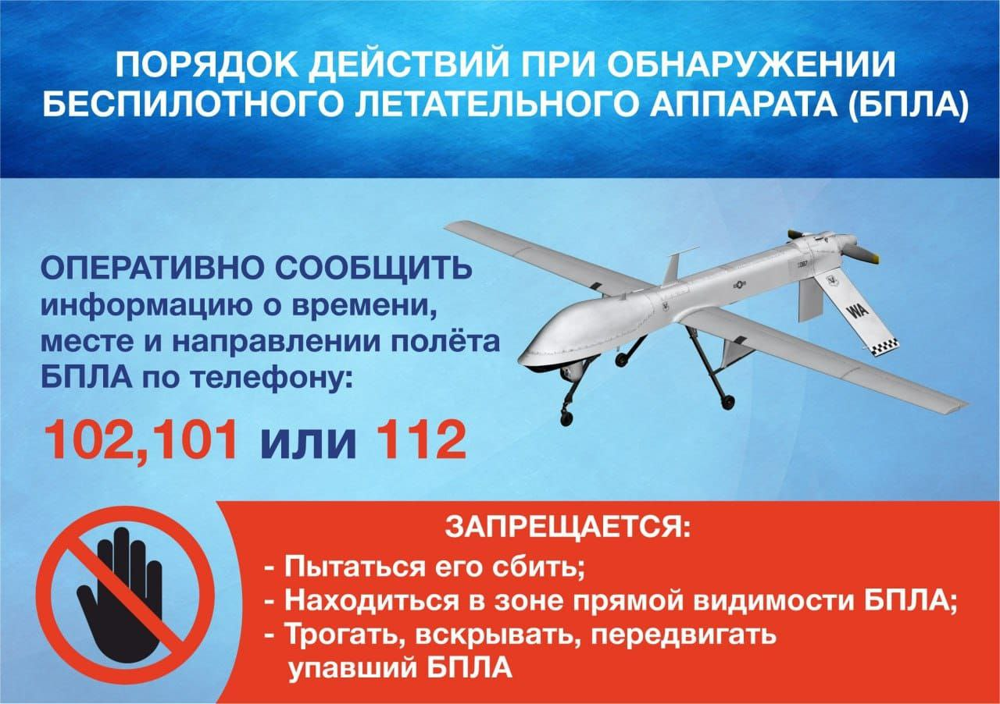 ПОРЯДОК ДЕЙСТВИЙ ПРИ ОБНАРУЖЕНИИ
БЕСПИЛОТНОГО ЛЕТАТЕЛЬНОГО АППАРАТА (БПЛА)
ОПЕРАТИВНО СООБЩИТЬ
информацию о времени,
месте и направлении полёта
БПЛА по телефону:
102,101 или 112
WA
ЗАПРЕЩАЕТСЯ:
- Пытаться его сбить;
- Находиться в зоне прямой видимости БПЛА;
- Трогать, вскрывать, передвигать
упавший БПЛА